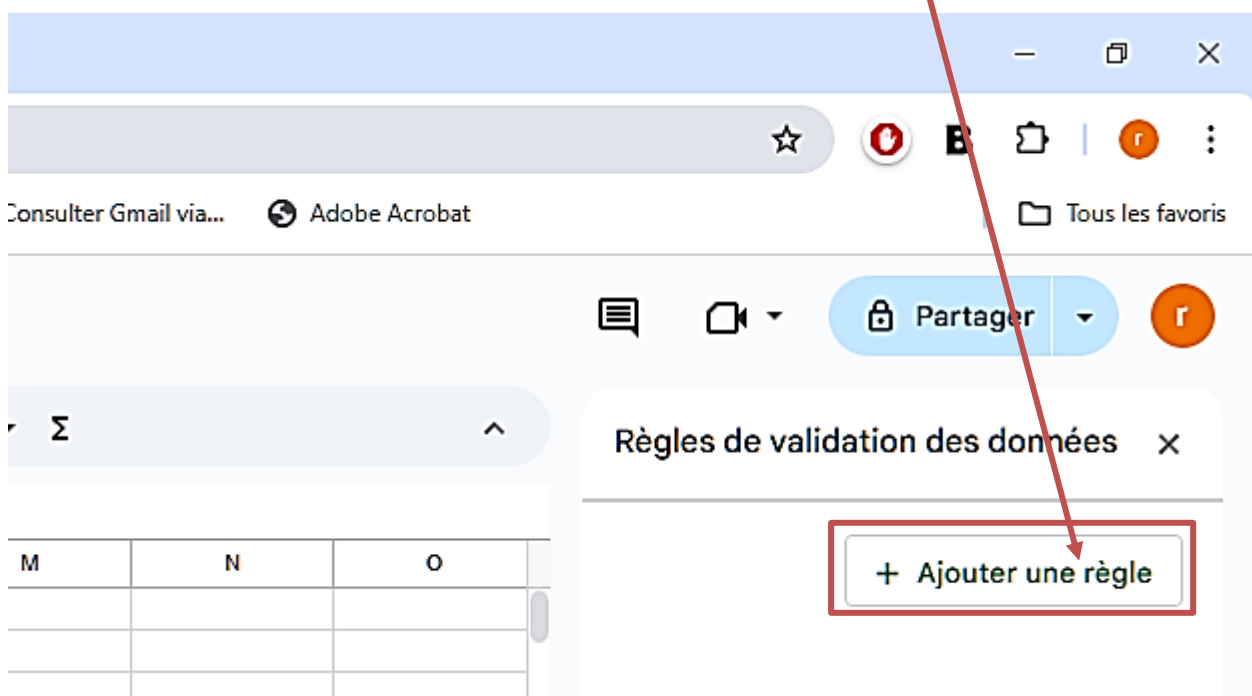 B
r
Consulter Gmail via...
Adobe Acrobat
Tous les favoris
Partager
r
Σ
Règles de validation des données
M
N
O
+ Ajouter une règle